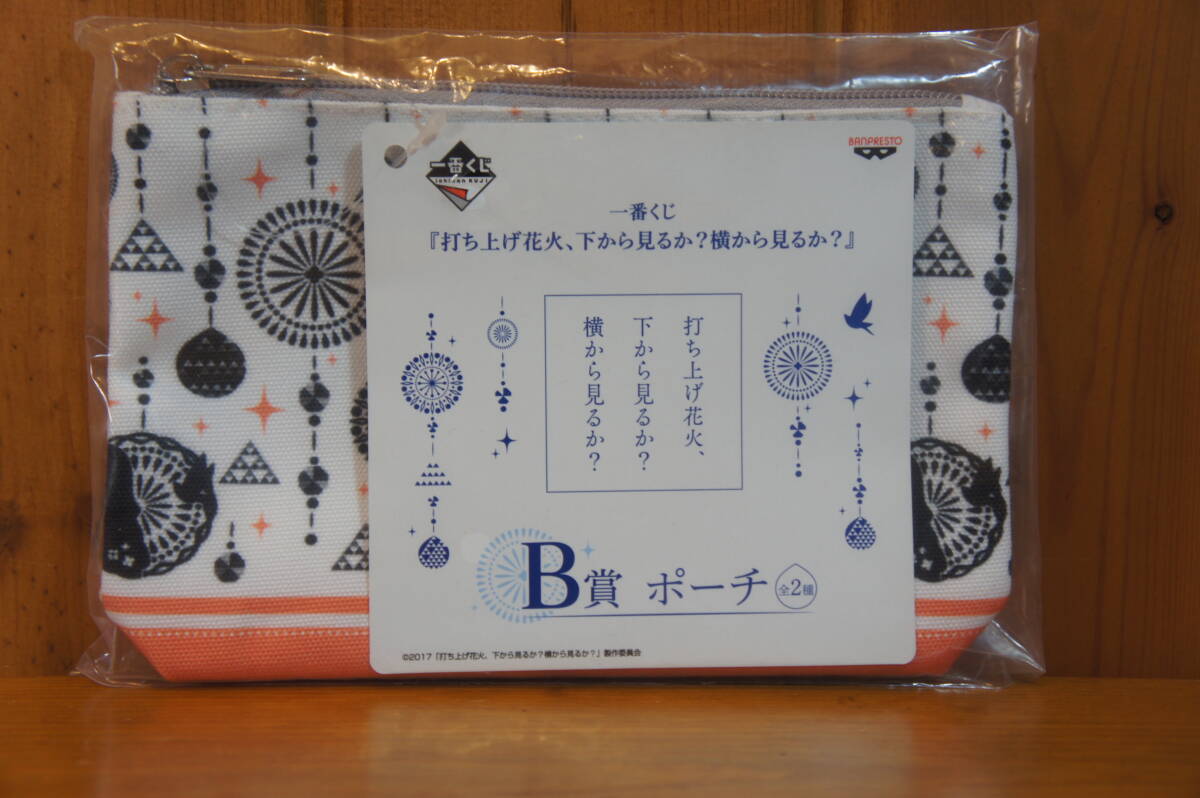 一番くじ
Ichiban KUJI
BANPRESTO
一番くじ
『打ち上げ花火、下から見るか？横から見るか？』
打ち上げ花火、
下から見るか？
横から見るか？
B賞 ポーチ 全2種
©2017「打ち上げ花火、下から見るか？横から見るか？」製作委員会